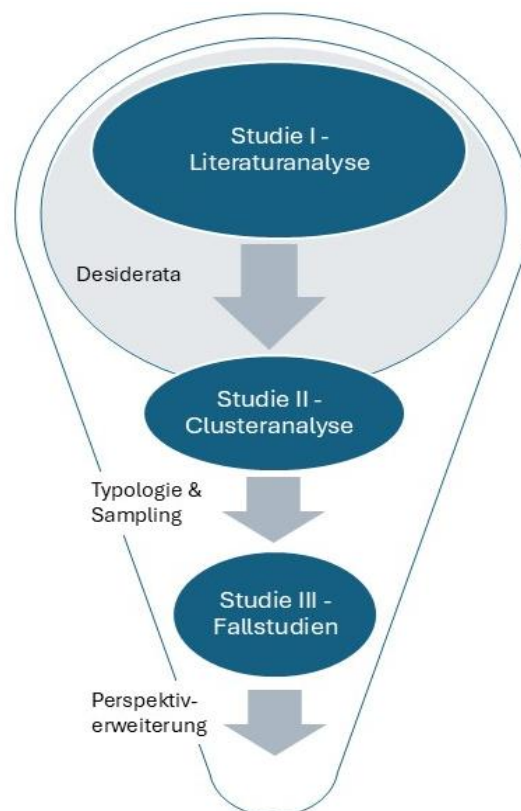 Studie I -
Literaturanalyse
Desiderata
Studie II -
Clusteranalyse
Typologie &
Sampling
Studie III -
Fallstudien
Perspektiv-
erweiterung